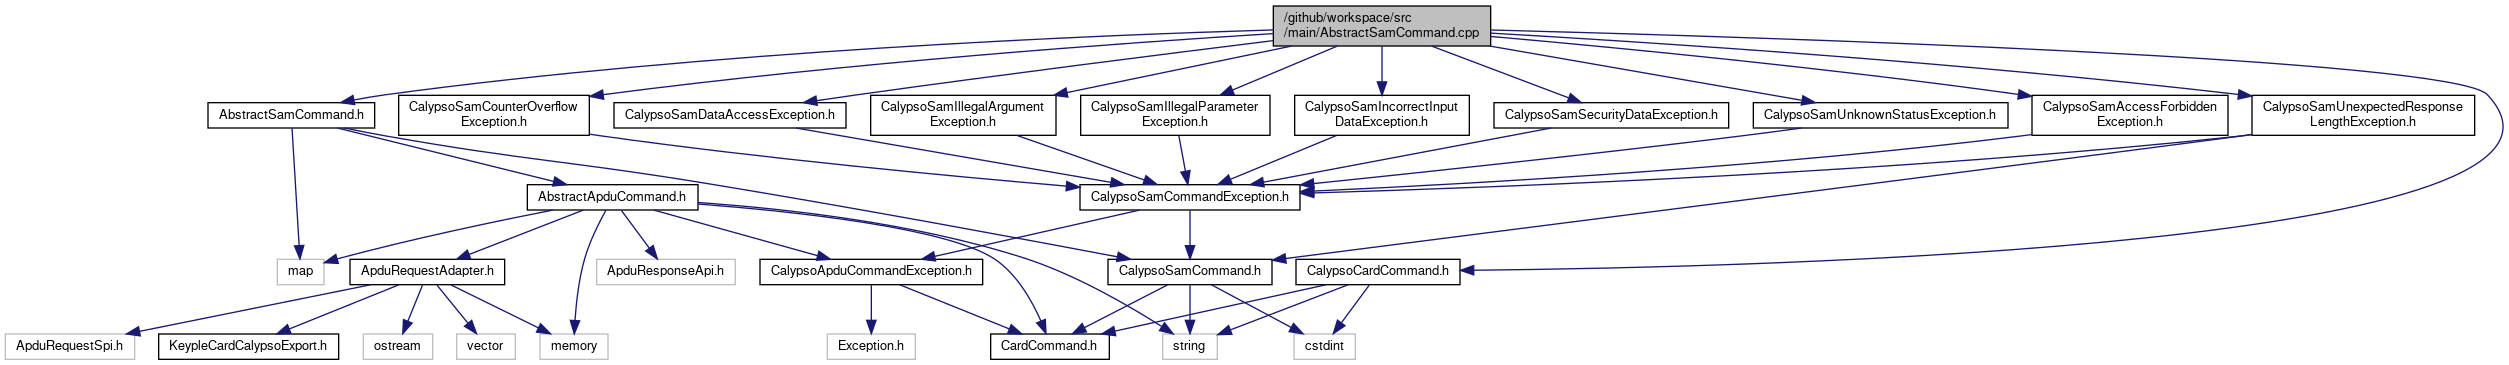 /github/workspace/src
/main/AbstractSamCommand.cpp
AbstractSamCommand.h
CalypsoSamCounterOverflow
Exception.h
CalypsoSamDataAccessException.h
CalypsoSamIllegalArgument
Exception.h
CalypsoSamIllegalParameter
Exception.h
CalypsoSamIncorrectInput
DataException.h
CalypsoSamSecurityDataException.h
CalypsoSamUnknownStatusException.h
CalypsoSamAccessForbidden
Exception.h
CalypsoSamUnexpectedResponse
LengthException.h
AbstractApduCommand.h
CalypsoSamCommandException.h
map
ApduRequestAdapter.h
ApduResponseApi.h
CalypsoApduCommandException.h
CalypsoSamCommand.h
CalypsoCardCommand.h
ApduRequestSpi.h
KeypleCardCalypsoExport.h
ostream
vector
memory
Exception.h
CardCommand.h
string
cstdint